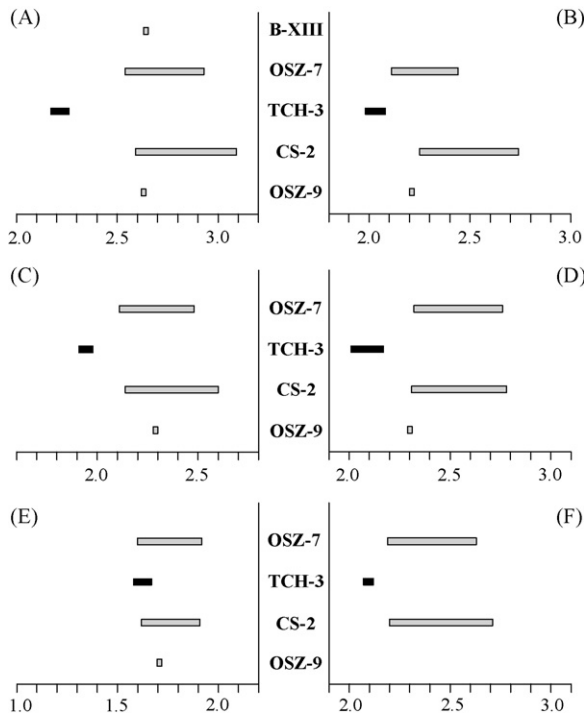 (A) B-XIII (B)
OSZ-7
TCH-3
CS-2
OSZ-9
2.0 2.6 3.0 2.0 2.6 3.0
(C) OSZ-7 (D)
TCH-3
CS-2
OSZ-9
2.0 2.5 2.0 2.5 3.0
(E) OSZ-7 (F)
TCH-3
CS-2
OSZ-9
1.0 1.5 2.0 2.0 2.5 3.0